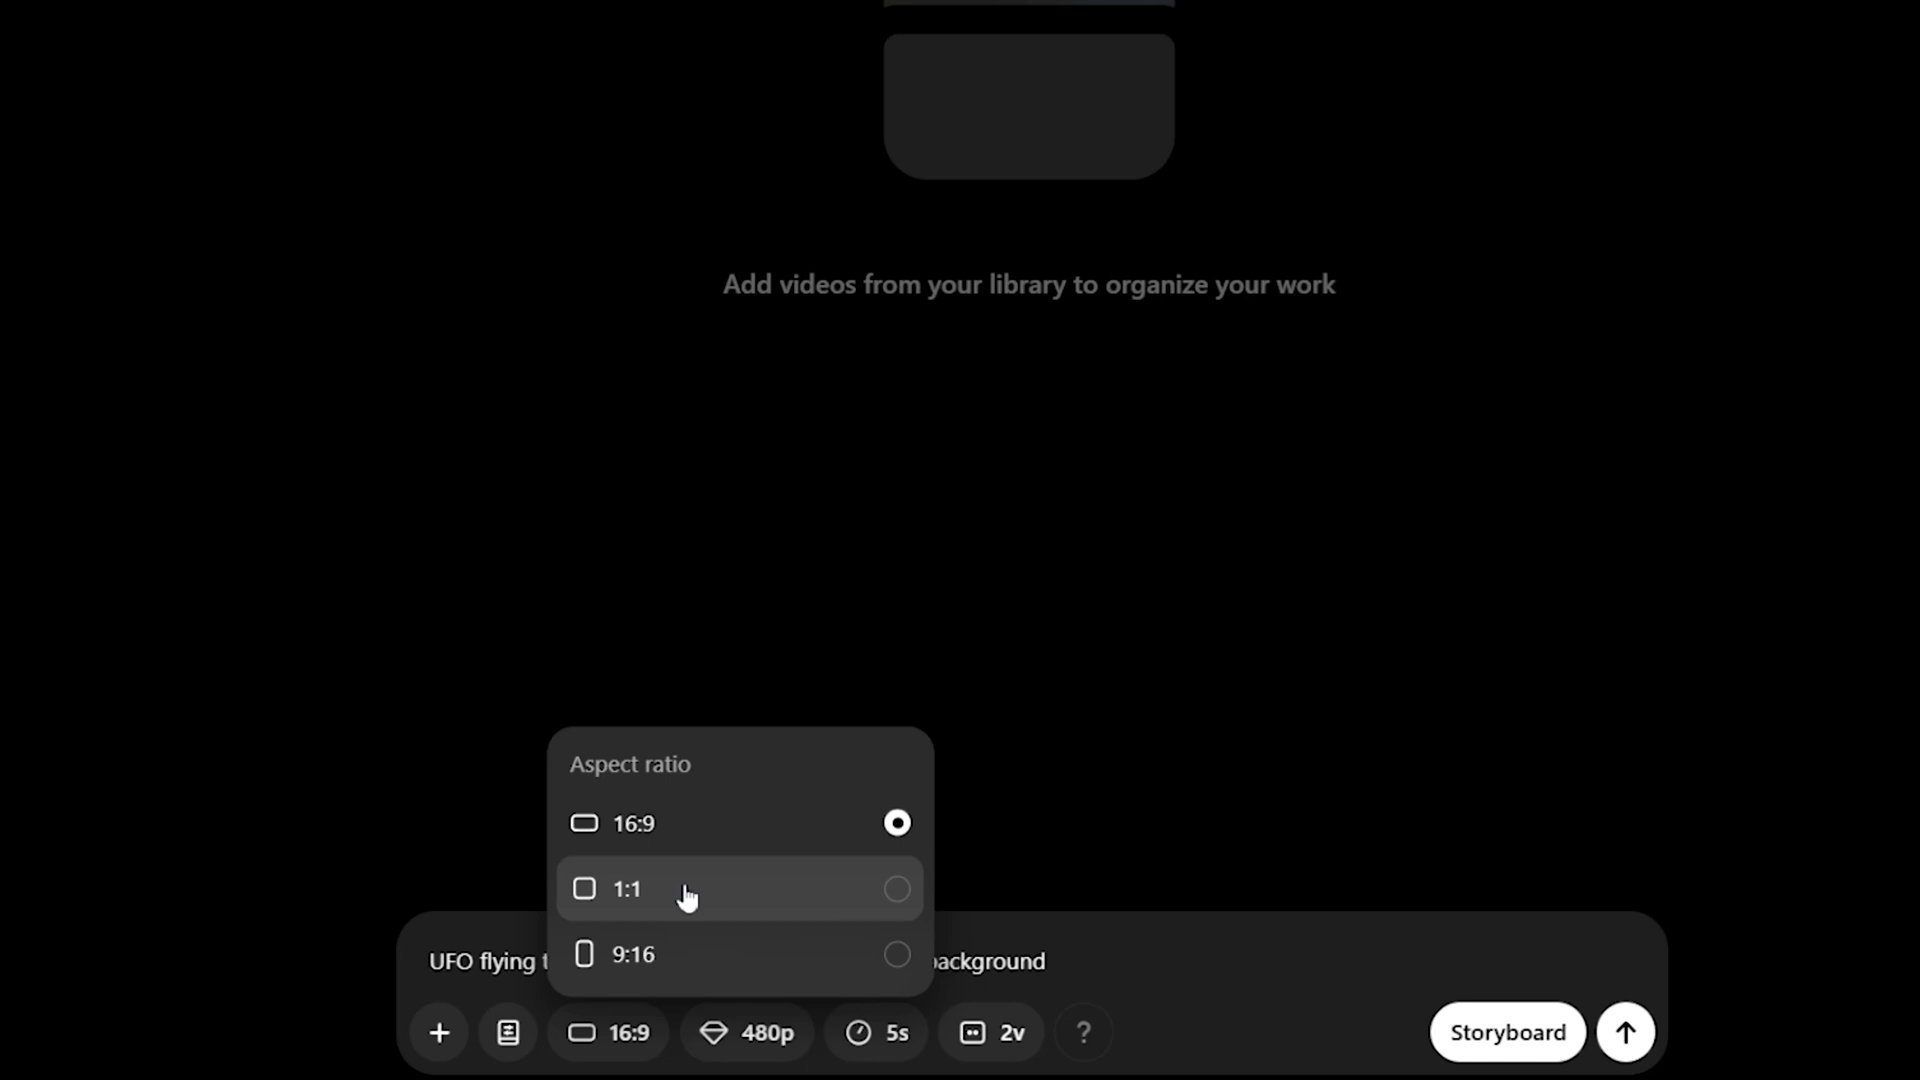 Add videos from your library to organize your work
Aspect ratio
16:9
1:1
9:16
UFO flying
16:9
480p
5s
2v
?
Storyboard